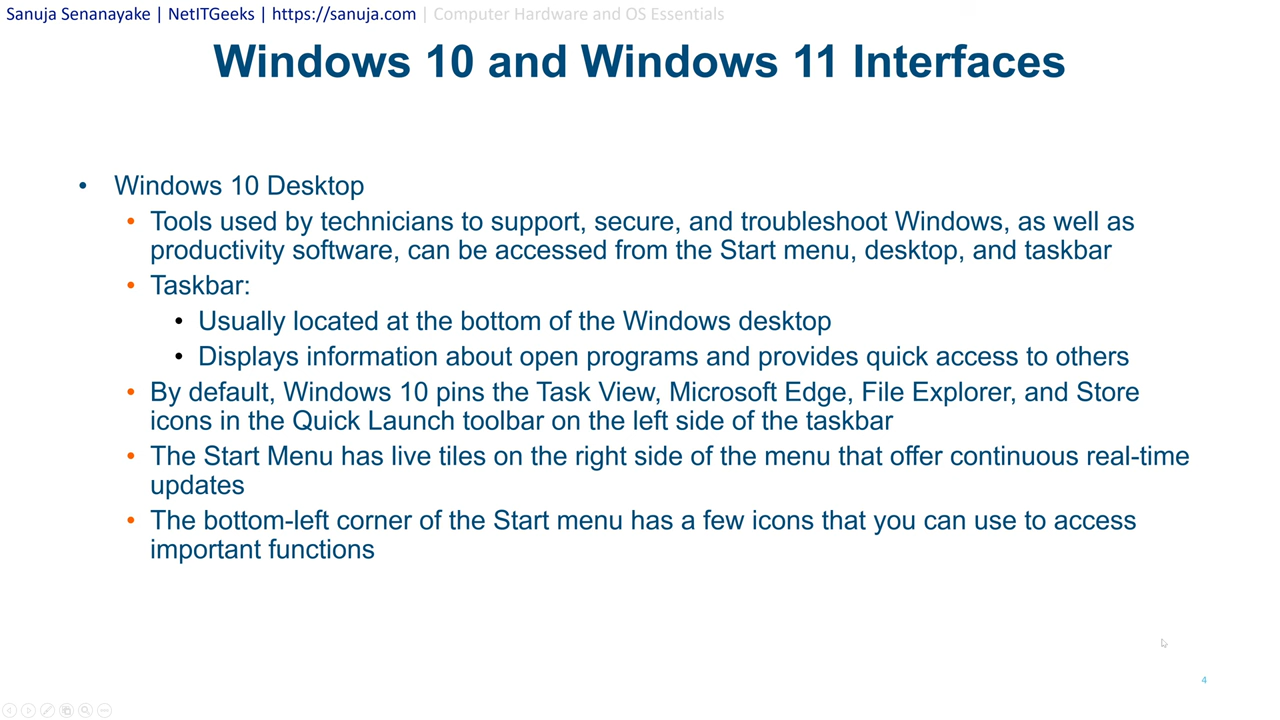 Sanuja Senanayake | NetITGeeks | https://sanuja.com | Computer Hardware and OS Essentials
Windows 10 and Windows 11 Interfaces
• Windows 10 Desktop
• Tools used by technicians to support, secure, and troubleshoot Windows, as well as
productivity software, can be accessed from the Start menu, desktop, and taskbar
• Taskbar:
• Usually located at the bottom of the Windows desktop
• Displays information about open programs and provides quick access to others
• By default, Windows 10 pins the Task View, Microsoft Edge, File Explorer, and Store
icons in the Quick Launch toolbar on the left side of the taskbar
• The Start Menu has live tiles on the right side of the menu that offer continuous real-time
updates
• The bottom-left corner of the Start menu has a few icons that you can use to access
important functions
4